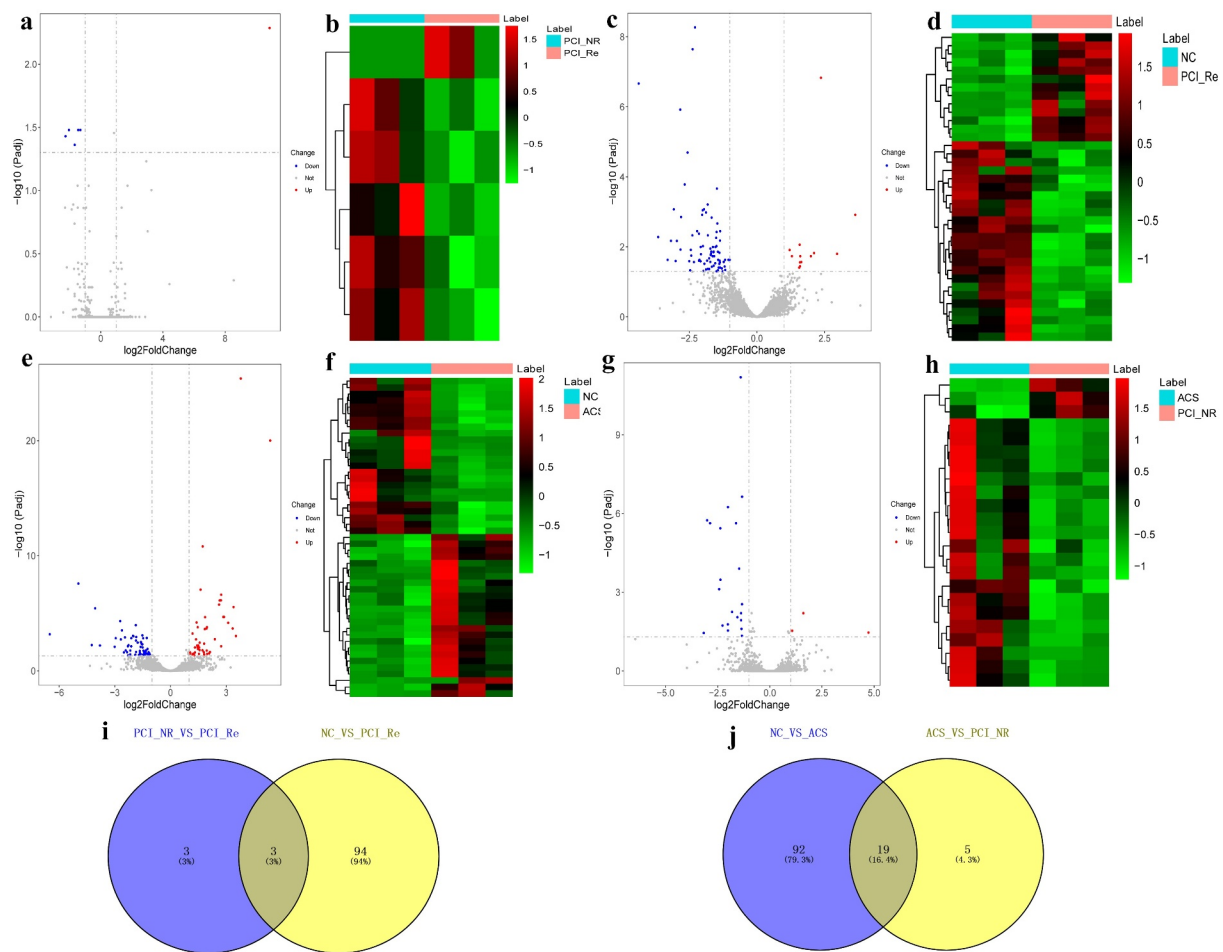 a
−log10 (Padj)
2.0
1.5
1.0
0.5
0.0
0
4
8
log2FoldChange
Change
Down
Not
Up
b
Label
Label
PCI_NR
PCI_Re
1.5
1
0.5
0
−0.5
−1
c
−log10 (Padj)
8
6
4
2
0
−2.5
0.0
2.5
log2FoldChange
Change
Down
Not
Up
d
Label
Label
NC
PCI_Re
1.5
1
0.5
0
−0.5
−1
e
−log10 (Padj)
20
10
0
−6
−3
0
3
log2FoldChange
Change
Down
Not
Up
f
Label
Label
NC
ACS
2
1.5
1
0.5
0
−0.5
−1
g
−log10 (Padj)
9
6
3
0
−5.0
−2.5
0.0
2.5
5.0
log2FoldChange
Change
Down
Not
Up
h
Label
Label
ACS
PCI_NR
1.5
1
0.5
0
−0.5
−1
i
PCI_NR_VS_PCI_Re
NC_VS_PCI_Re
3
(3%)
3
(3%)
94
(94%)
j
NC_VS_ACS
ACS_VS_PCI_NR
92
(79.3%)
19
(16.4%)
5
(4.3%)